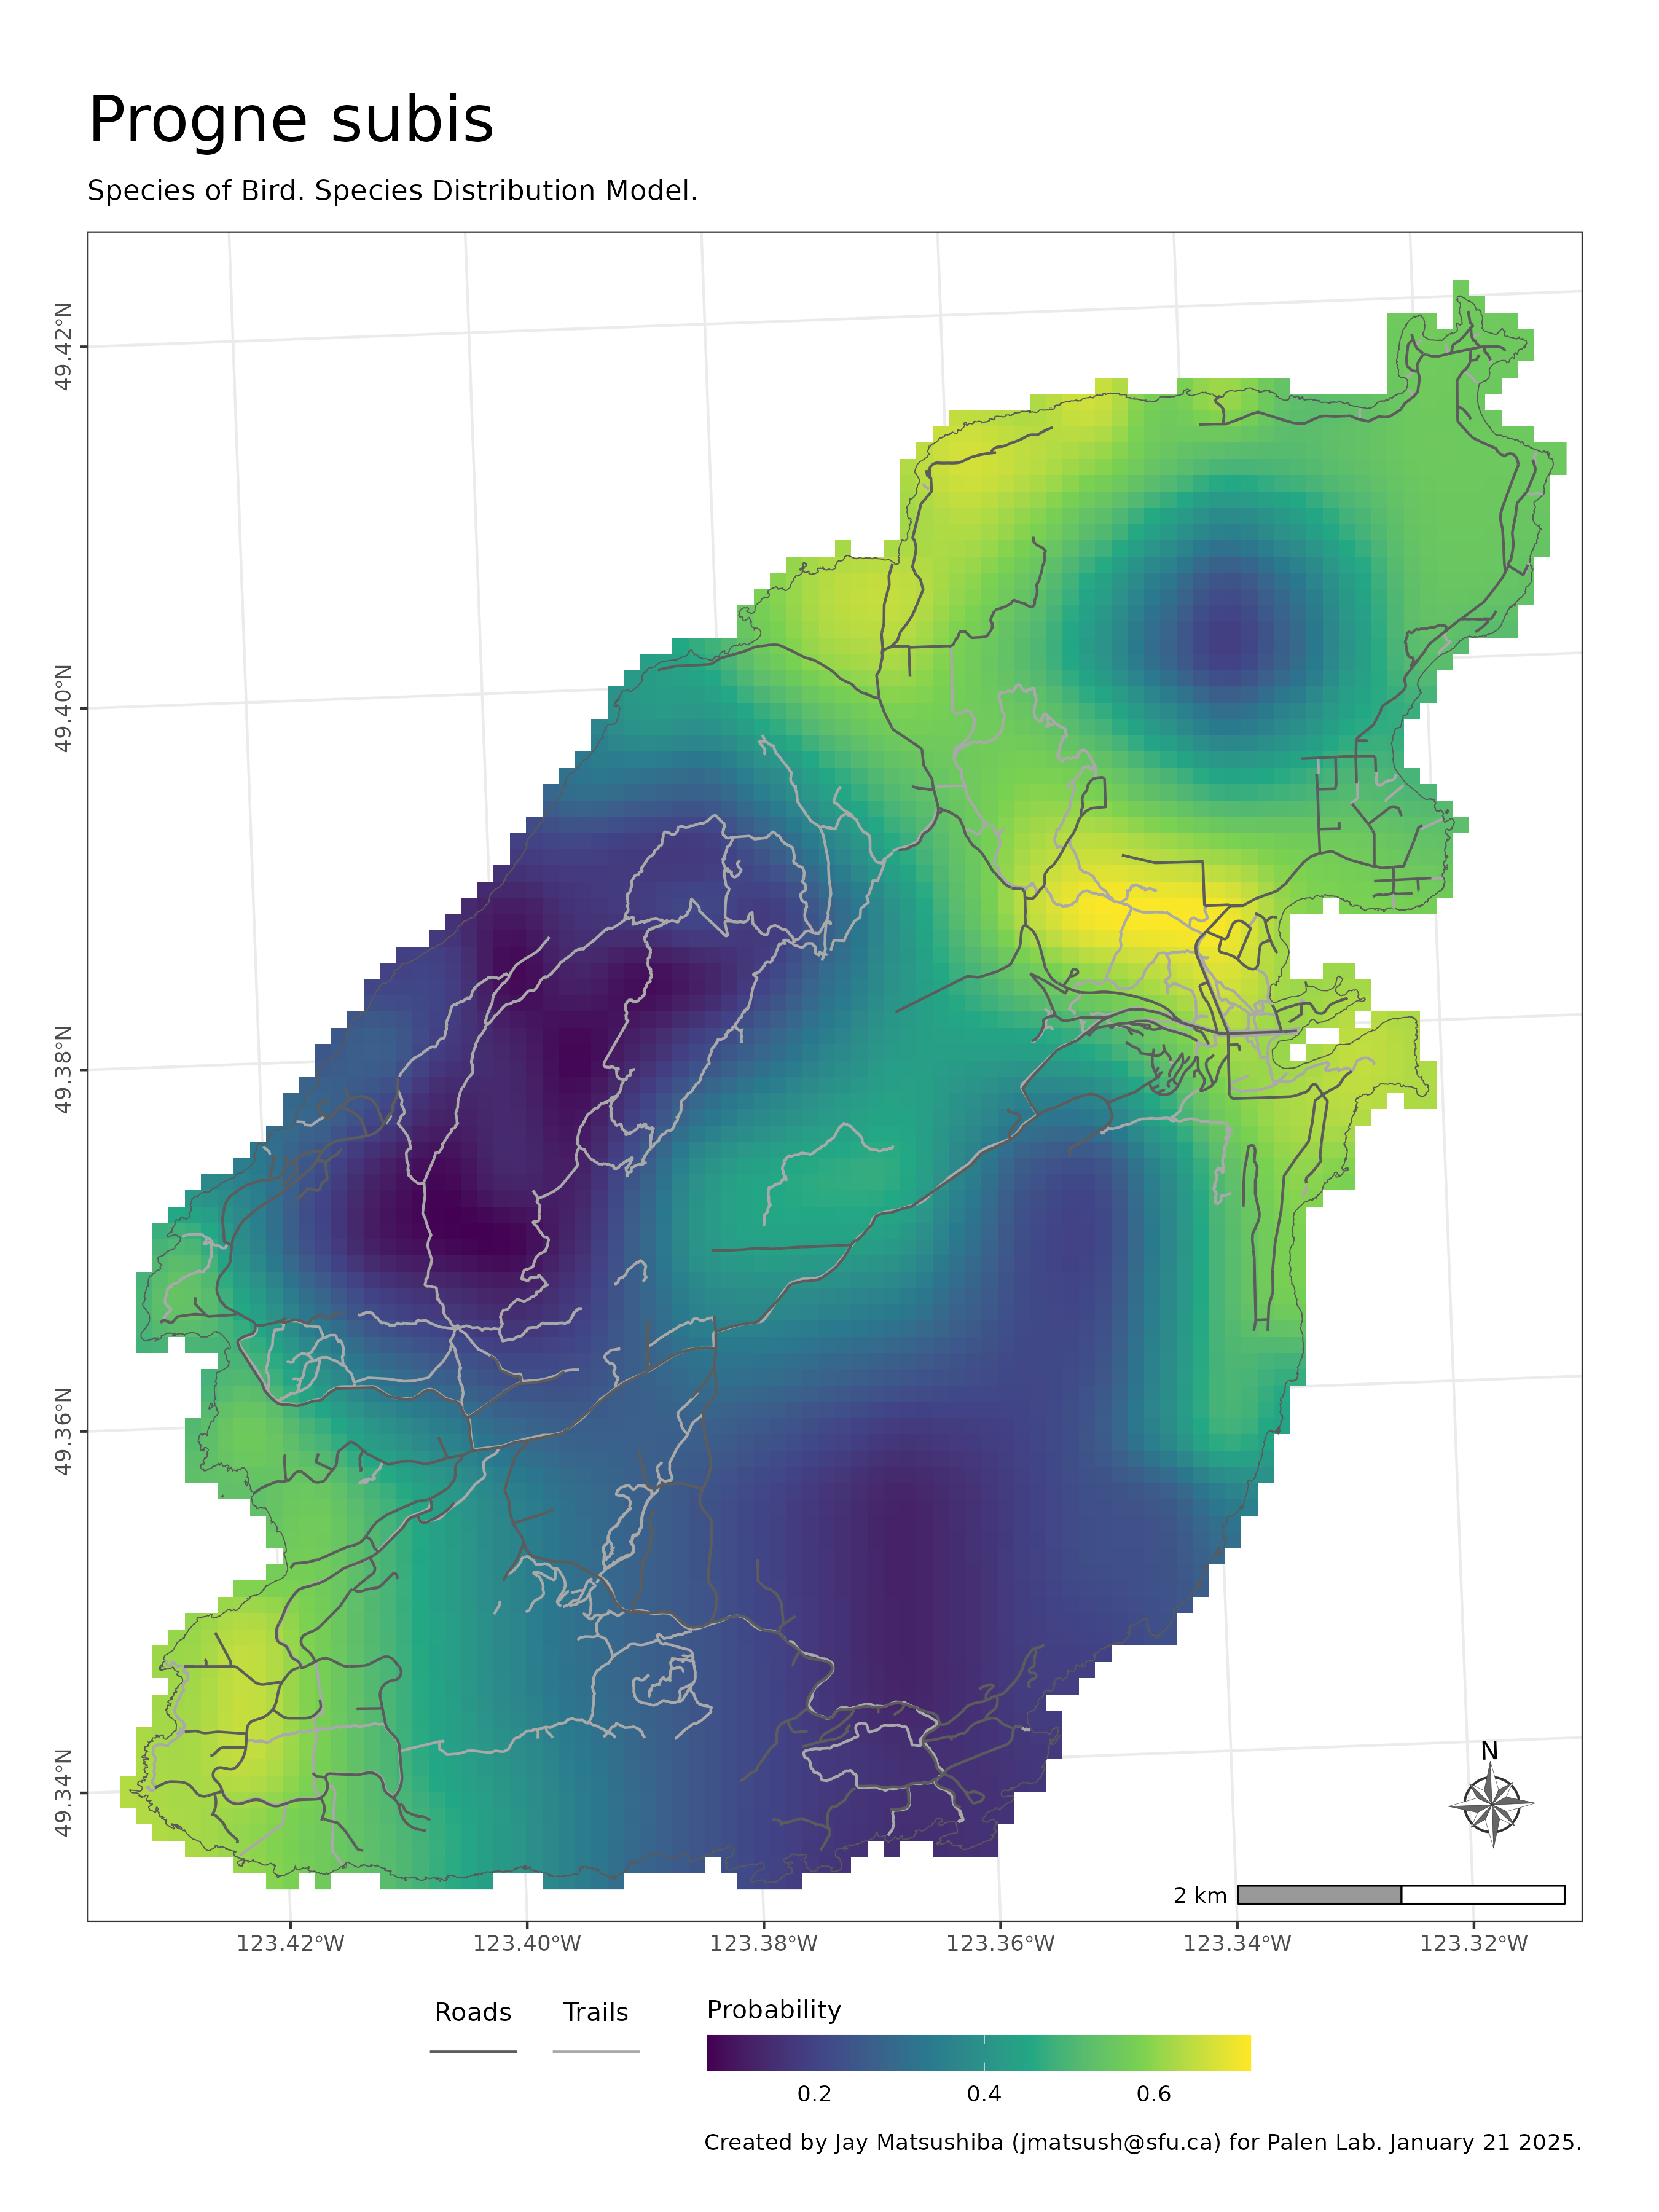 Progne subis
Species of Bird. Species Distribution Model.
49.42°N
49.40°N
49.38°N
49.36°N
49.34°N
N
2 km
123.42°W 123.40°W 123.38°W 123.36°W 123.34°W 123.32°W
Roads Trails Probability
0.2 0.4 0.6
Created by Jay Matsushiba (jmatsush@sfu.ca) for Palen Lab. January 21 2025.